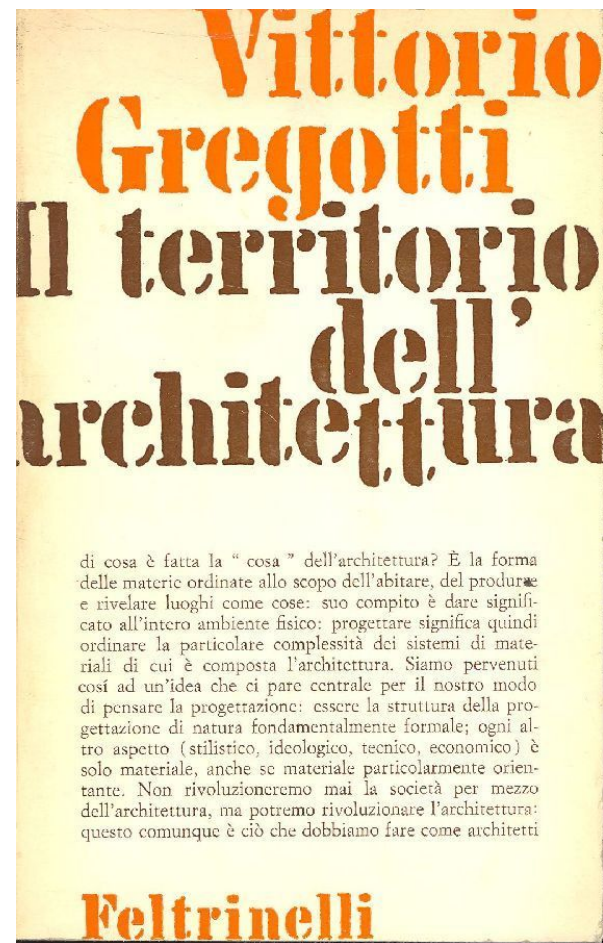 Vittorio
Gregotti
Il territorio
dell'
architettura
di cosa è fatta la “ cosa ” dell'architettura? È la forma
delle materie ordinate allo scopo dell'abitare, del produrre
e rivelare luoghi come cose: suo compito è dare signifi-
cato all'intero ambiente fisico: progettare significa quindi
ordinare la particolare complessità dei sistemi di mate-
riali di cui è composta l'architettura. Siamo pervenuti
cosí ad un'idea che ci pare centrale per il nostro modo
di pensare la progettazione: essere la struttura della pro-
gettazione di natura fondamentalmente formale; ogni al-
tro aspetto (stilistico, ideologico, tecnico, economico) è
solo materiale, anche se materiale particolarmente orien-
tante. Non rivoluzioneremo mai la società per mezzo
dell'architettura, ma potremo rivoluzionare l'architettura:
questo comunque è ciò che dobbiamo fare come architetti
Feltrinelli